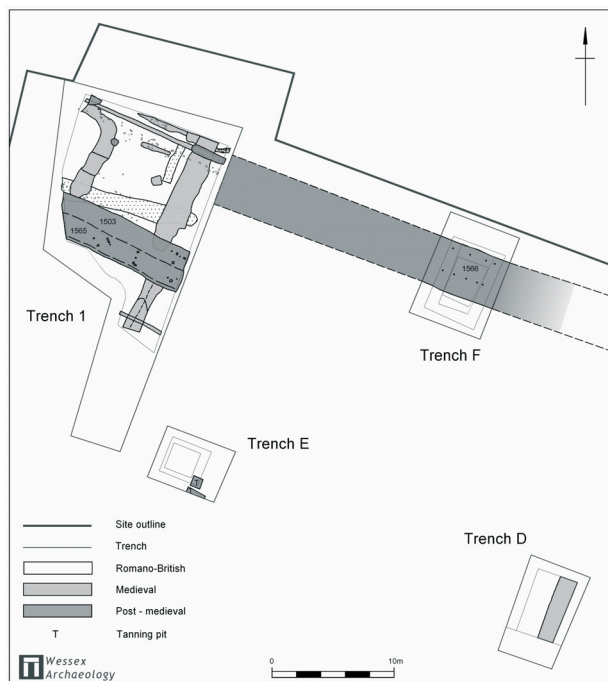 1503
1565
1566
Trench 1
Trench F
Trench E
T
T
Trench D
Site outline
Trench
Romano-British
Medieval
Post - medieval
T Tanning pit
Wessex
Archaeology
0 10m